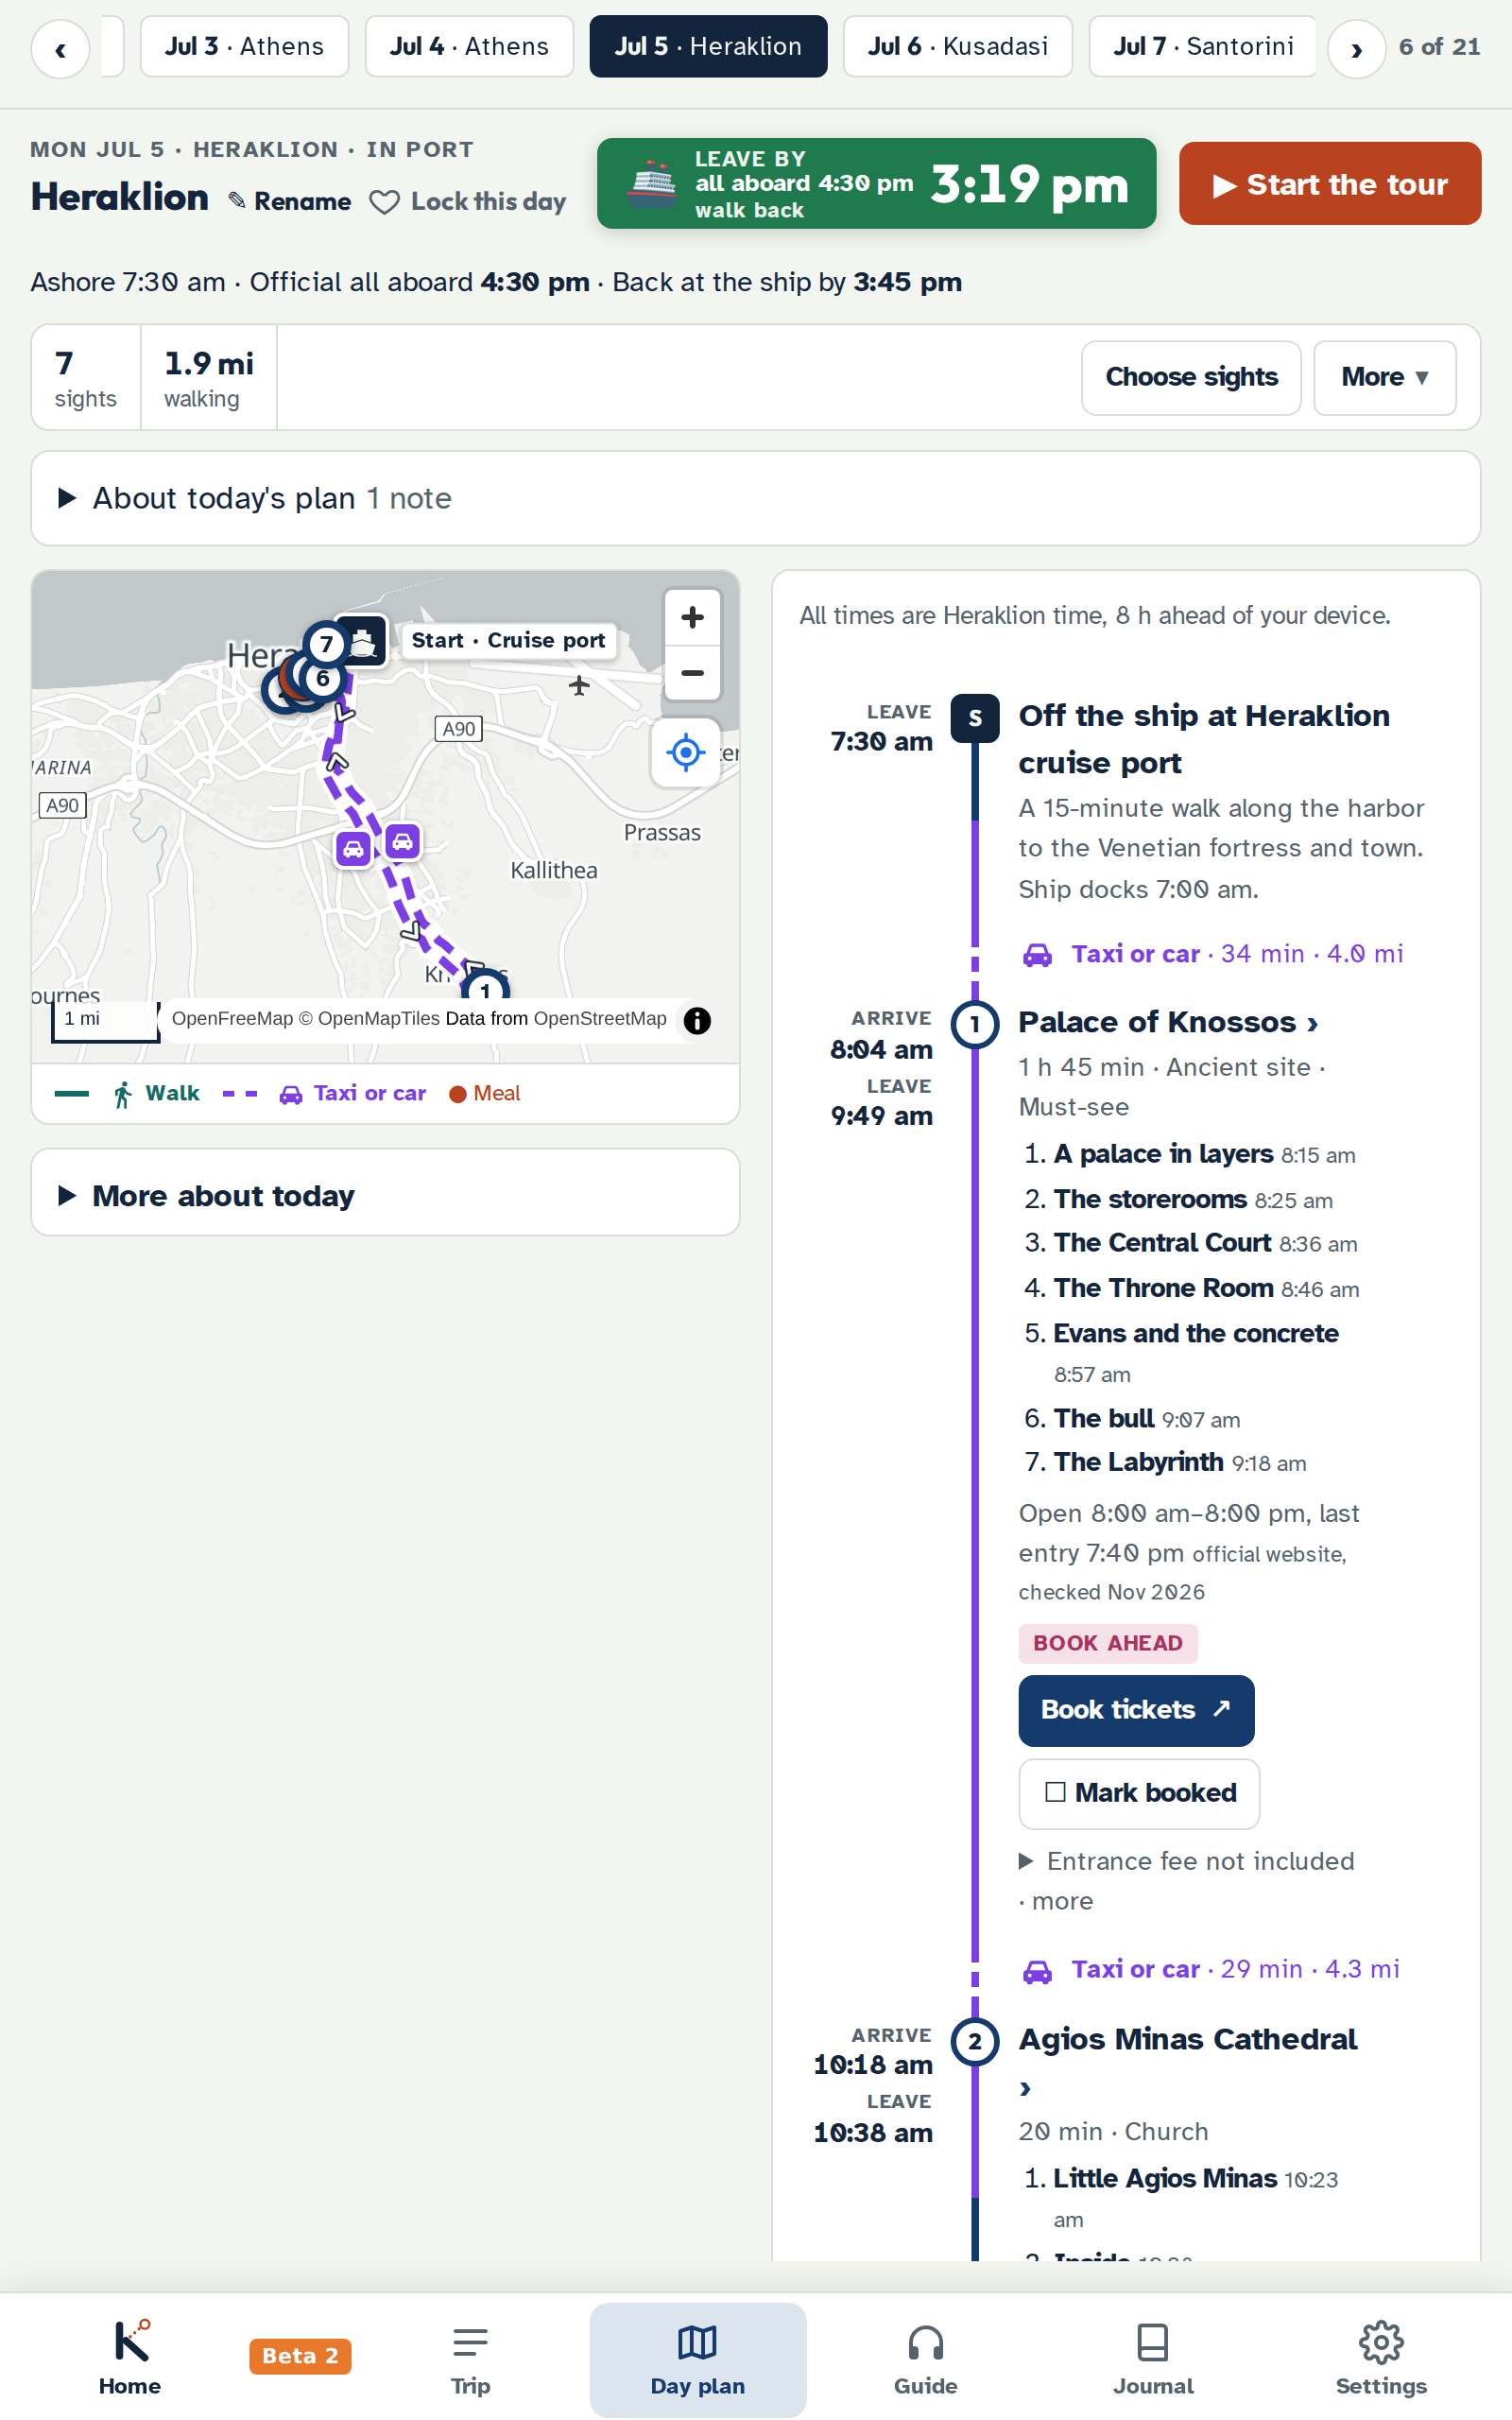 ‹
Jul 3 · Athens
Jul 4 · Athens
Jul 5 · Heraklion
Jul 6 · Kusadasi
Jul 7 · Santorini
›
6 of 21
MON JUL 5 · HERAKLION · IN PORT
Heraklion ✎ Rename Lock this day
LEAVE BY
all aboard 4:30 pm
walk back
3:19 pm
▶ Start the tour
Ashore 7:30 am · Official all aboard 4:30 pm · Back at the ship by 3:45 pm
7
sights
1.9 mi
walking
Choose sights
More ▼
▶ About today's plan 1 note
Start · Cruise port
7
6
A90
A90
Prassas
Kallithea
1
1 mi
OpenFreeMap © OpenMapTiles Data from OpenStreetMap
Walk
Taxi or car
Meal
▶ More about today
All times are Heraklion time, 8 h ahead of your device.
LEAVE
7:30 am
S
Off the ship at Heraklion
cruise port
A 15-minute walk along the harbor
to the Venetian fortress and town.
Ship docks 7:00 am.
Taxi or car · 34 min · 4.0 mi
ARRIVE
8:04 am
LEAVE
9:49 am
1
Palace of Knossos ›
1 h 45 min · Ancient site ·
Must-see
1. A palace in layers 8:15 am
2. The storerooms 8:25 am
3. The Central Court 8:36 am
4. The Throne Room 8:46 am
5. Evans and the concrete
8:57 am
6. The bull 9:07 am
7. The Labyrinth 9:18 am
Open 8:00 am–8:00 pm, last
entry 7:40 pm official website,
checked Nov 2026
BOOK AHEAD
Book tickets ↗
☐ Mark booked
▶ Entrance fee not included
· more
Taxi or car · 29 min · 4.3 mi
ARRIVE
10:18 am
LEAVE
10:38 am
2
Agios Minas Cathedral
›
20 min · Church
1. Little Agios Minas 10:23
am
Home
Beta 2
Trip
Day plan
Guide
Journal
Settings